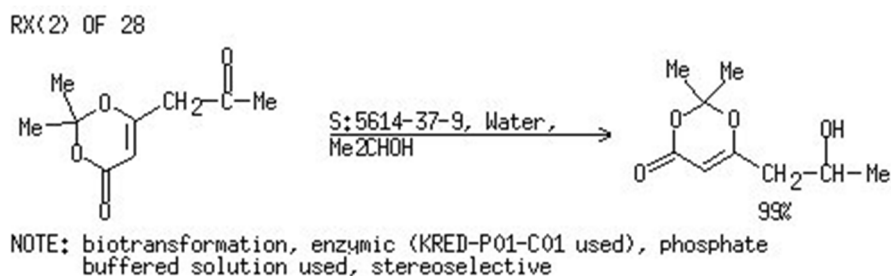 RX(2) OF 28
O
Me
O
CH2
C
Me
Me
O
O
S:5614-37-9, Water,
Me2CHOH
Me
Me
O
O
OH
O
CH2
CH
Me
99%
NOTE: biotransformation, enzymic (KRED-P01-C01 used), phosphate
buffered solution used, stereoselective